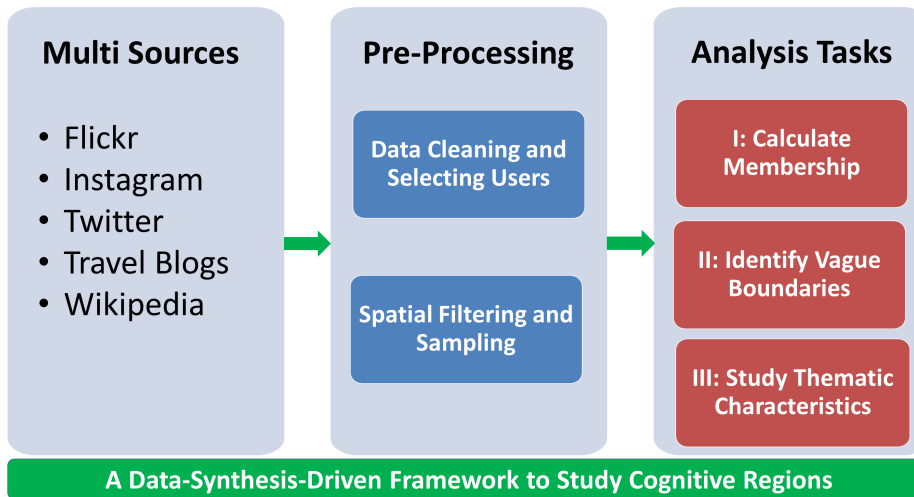 Multi Sources
• Flickr
• Instagram
• Twitter
• Travel Blogs
• Wikipedia
Pre-Processing
Data Cleaning and
Selecting Users
Spatial Filtering and
Sampling
Analysis Tasks
I: Calculate
Membership
II: Identify Vague
Boundaries
III: Study Thematic
Characteristics
A Data-Synthesis-Driven Framework to Study Cognitive Regions